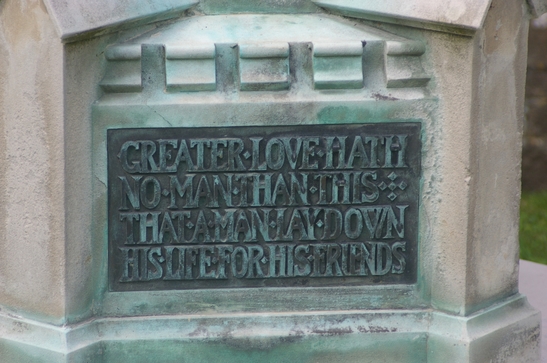 GREATER·LOVE·HATH
NO·MAN·THAN·THIS·
THAT·A·MAN·LAY·DOWN
HIS·LIFE·FOR·HIS·FRIENDS